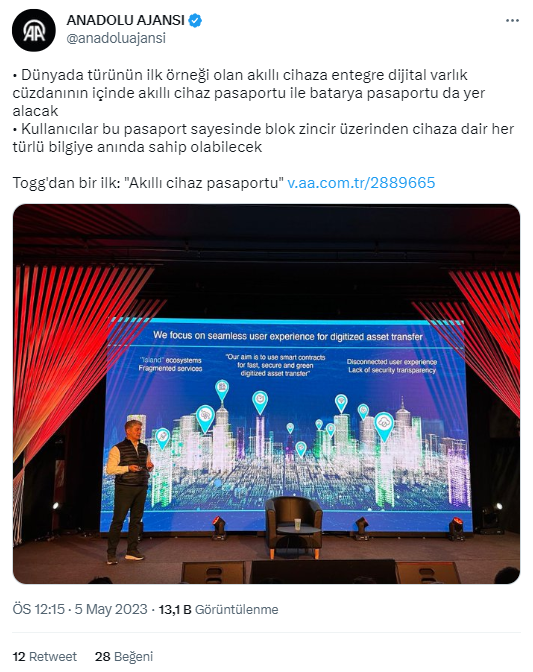 ANADOLU AJANSI
@anadoluajansi
• Dünyada türünün ilk örneği olan akıllı cihaza entegre dijital varlık
cüzdanının içinde akıllı cihaz pasaportu ile batarya pasaportu da yer
alacak
• Kullanıcılar bu pasaport sayesinde blok zincir üzerinden cihaza dair her
türlü bilgiye anında sahip olabilecek
Togg'dan bir ilk: "Akıllı cihaz pasaportu" v.aa.com.tr/2889665
We focus on seamless user experience for digitized asset transfer
"Island" ecosystems
Fragmented services
"Our aim is to use smart contracts
for fast, secure and green
digitized asset transfer"
Disconnected user experience
Lack of security transparency
ÖS 12:15 · 5 May 2023 · 13,1 B Görüntülenme
12 Retweet 28 Beğeni